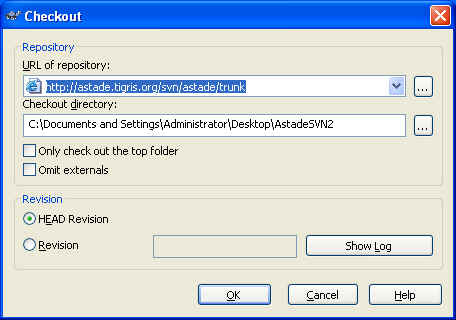 Checkout
Repository
URL of repository:
http://astade.tigris.org/svn/astade/trunk
...
Checkout directory:
C:\Documents and Settings\Administrator\Desktop\AstadeSVN2
...
Only check out the top folder
Omit externals
Revision
HEAD Revision
Revision
Show Log
OK Cancel Help